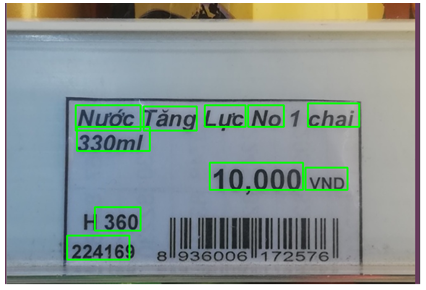 Nước Tăng Lực No 1 chai
330ml
10,000 VND
H 360
224169
8 936006 172576